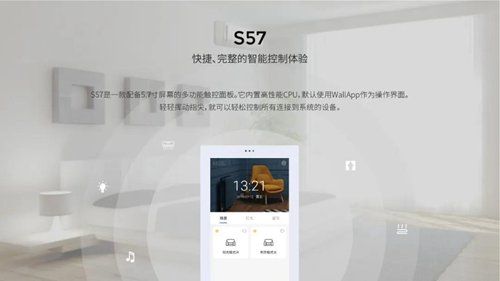 S57
快捷、完整的智能控制体验
S57是一款配备5.7寸屏幕的多功能触控面板。它内置高性能CPU，默认使用WallApp作为操作界面。
轻轻挥动指尖，就可以轻松控制所有连接到系统的设备。
13:21